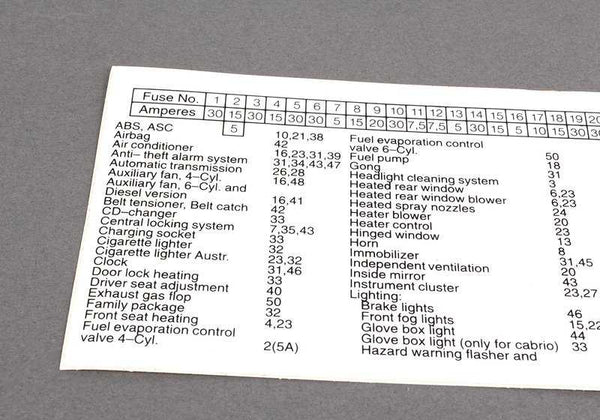 Fuse No. 1 2 3 4 5 6 7 8 9 10 11 12 13 14 15 16 17 18 19 20
Amperes 30 15 30 15 30 30 5 15 20 30 7,5 7,5 5 30 15 5 10 15 30
5
ABS, ASC 10,21,38
Airbag 42
Air conditioner 16,23,31,39
Anti– theft alarm system 31,34,43,47
Automatic transmission 26,28
Auxiliary fan, 4–Cyl. 16,48
Auxiliary fan, 6–Cyl. and
Diesel version 16,41
Belt tensioner, Belt catch 42
CD–changer 33
Central locking system 7,35,43
Charging socket 33
Cigarette lighter 32
Cigarette lighter Austr. 23,32
Clock 31,46
Door lock heating 33
Driver seat adjustment 40
Exhaust gas flop 50
Family package 32
Front seat heating 4,23
Fuel evaporation control
valve 4–Cyl. 2(5A)
Fuel evaporation control
valve 6–Cyl. 50
Fuel pump 18
Gong 31
Headlight cleaning system 3
Heated rear window 6,23
Heated rear window blower 6,23
Heated spray nozzles 24
Heater blower 20
Heater control 23
Hinged window 13
Horn 8
Immobilizer 31,45
Independent ventilation 20
Inside mirror 43
Instrument cluster 23,27
Lighting:
Brake lights 46
Front fog lights 15,22
Glove box light 44
Glove box light (only for cabrio) 33
Hazard warning flasher and